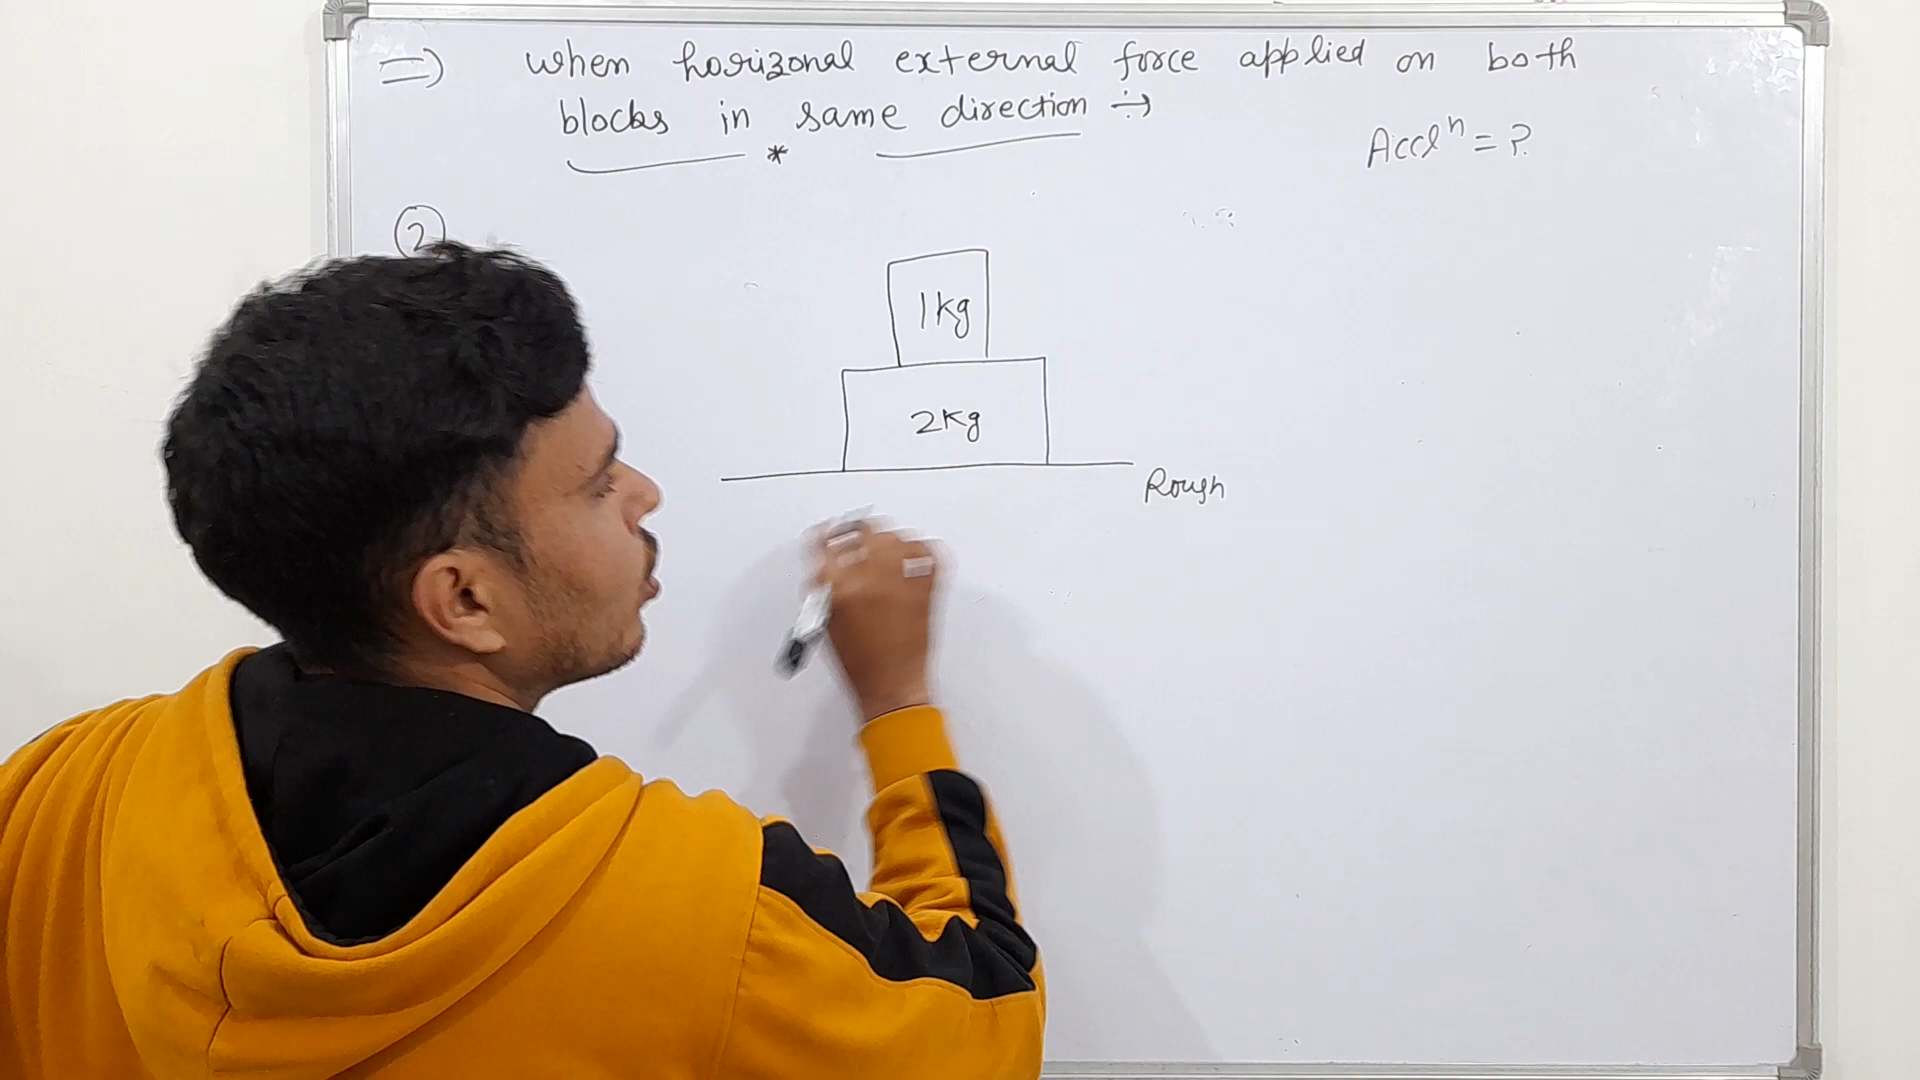 ⇒ when horizonal external force applied on both
blocks in same direction ÷→
*
Acclⁿ = ?
②
1kg
2kg
Rough